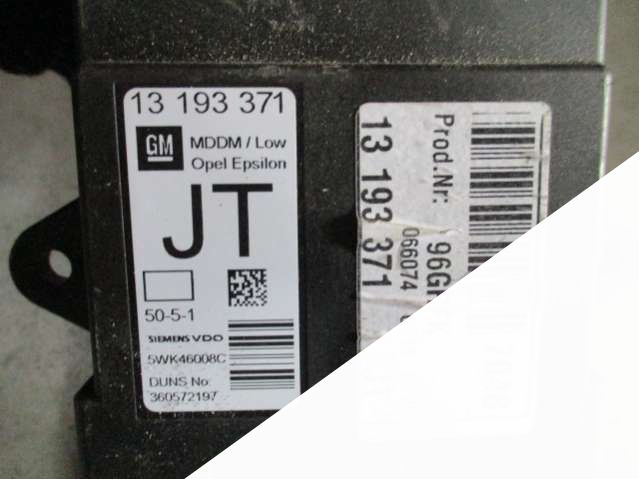 13 193 371
GM
MDDM / Low
Opel Epsilon
JT
50-5-1
SIEMENS VDO
5WK46008C
DUNS No:
360572197
Prod.Nr:
066074
13 193 371